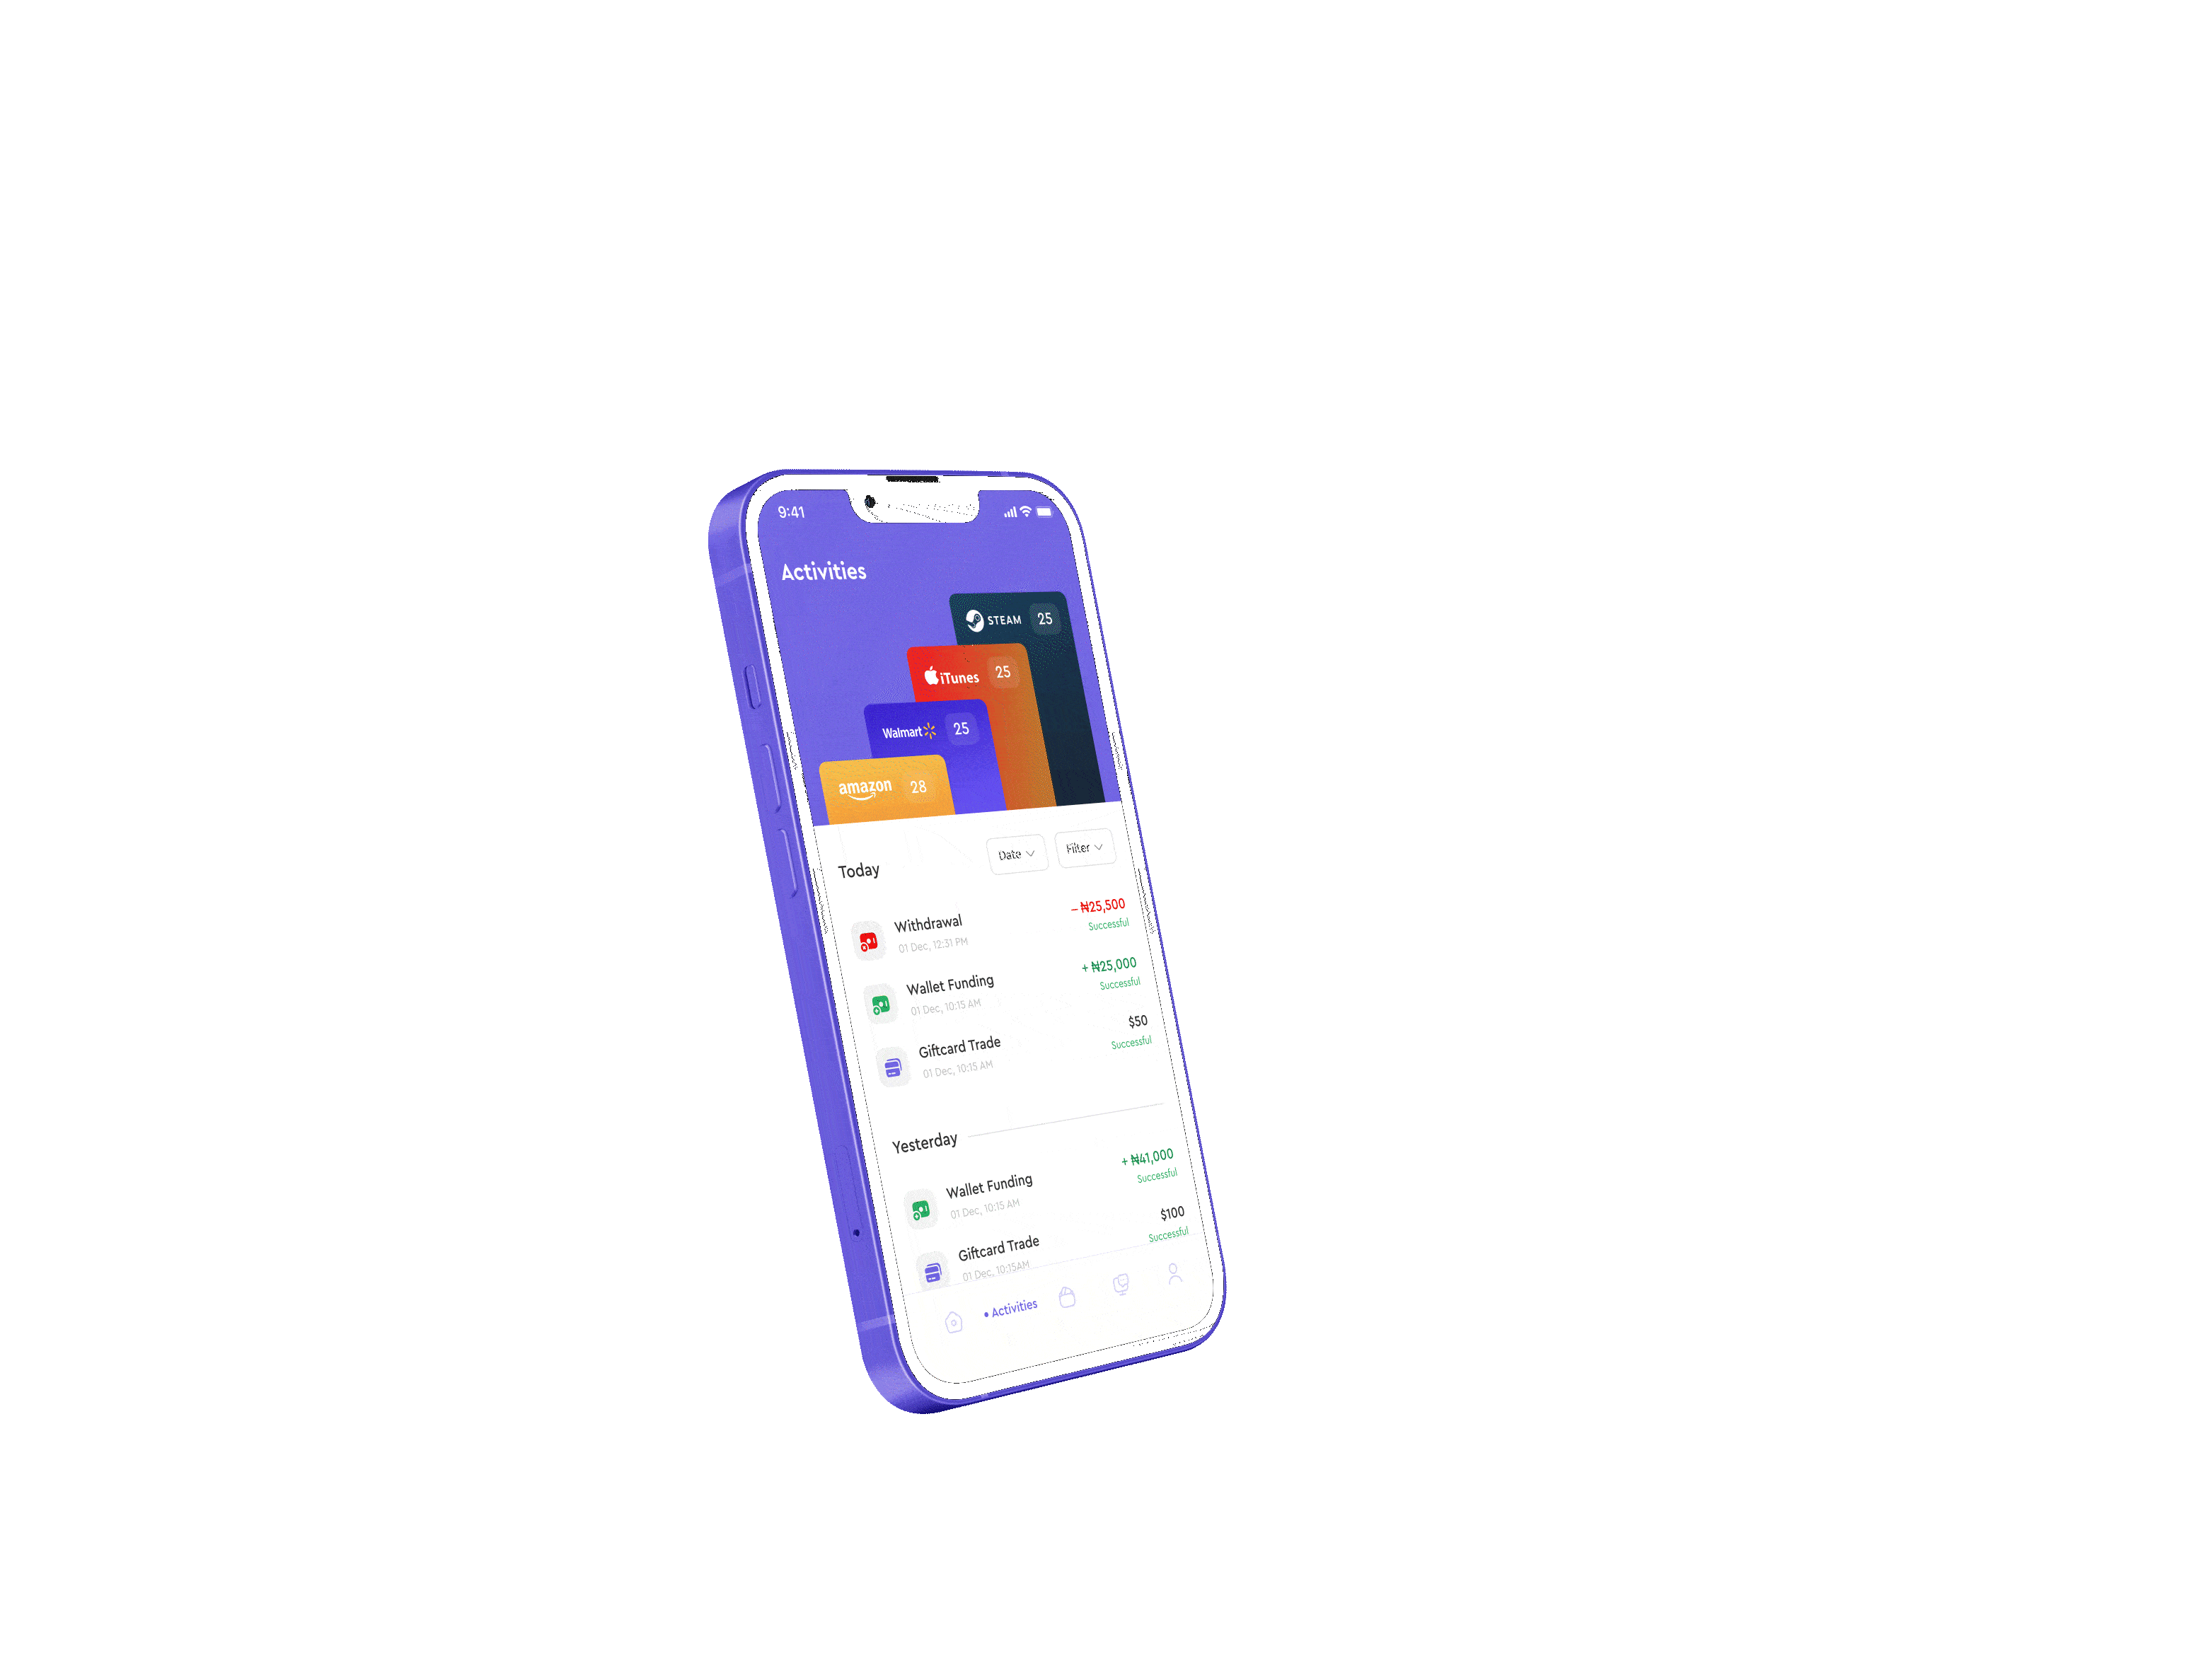 9:41
Activities
STEAM 25
iTunes 25
Walmart 25
amazon 28
Today
Date
Filter
Withdrawal
– ₦25,500
01 Dec, 12:31 PM
Successful
Wallet Funding
+ ₦25,000
01 Dec, 10:15 AM
Successful
Giftcard Trade
$50
01 Dec, 10:15 AM
Successful
Yesterday
Wallet Funding
+ ₦41,000
01 Dec, 10:15 AM
Successful
Giftcard Trade
$100
01 Dec, 10:15AM
Successful
• Activities